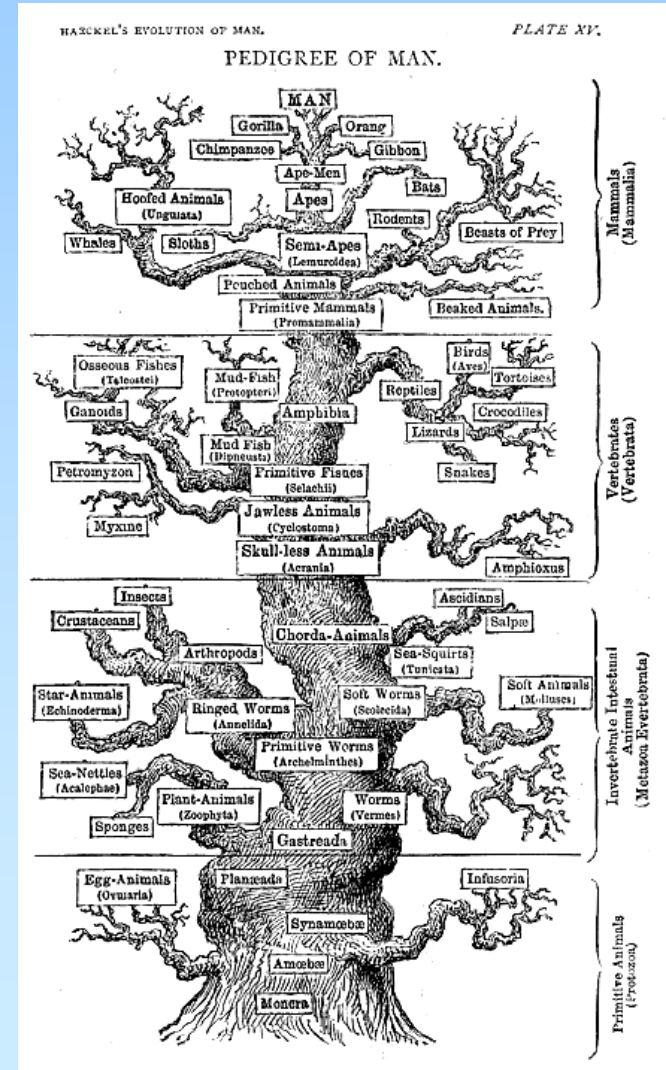 HAECKEL'S EVOLUTION OF MAN.
PLATE XV.
PEDIGREE OF MAN.
MAN
Gorilla
Orang
Chimpanzee
Gibbon
Ape-Men
Bats
Hoofed Animals
(Ungulata)
Apes
Rodents
Beasts of Prey
Whales
Sloths
Semi-Apes
(Lemuroidea)
Pouched Animals
Primitive Mammals
(Promammalia)
Beaked Animals.
Mammals
(Mammalia)
Osseous Fishes
(Teleostei)
Mud-Fish
(Protopteri)
Birds
(Aves)
Tortoises
Reptiles
Ganoids
Amphibia
Crocodiles
Lizards
Mud Fish
(Dipneusta)
Petromyzon
Primitive Fishes
(Selachii)
Snakes
Jawless Animals
(Cyclostoma)
Myxine
Skull-less Animals
(Acrania)
Amphioxus
Vertebrates
(Vertebrata)
Insects
Ascidians
Crustaceans
Salpæ
Chorda-Animals
Arthropods
Sea-Squirts
(Tunicata)
Star-Animals
(Echinoderma)
Ringed Worms
(Annelida)
Soft Worms
(Scolecida)
Soft Animals
(Molluscs)
Primitive Worms
(Archelminthes)
Sea-Nettles
(Acalephae)
Plant-Animals
(Zoophyta)
Worms
(Vermes)
Sponges
Gastreada
Invertebrate Intestinal
Animals
(Metazoa Evertebrata)
Egg-Animals
(Ovularia)
Planæada
Infusoria
Synamœbæ
Amœbæ
Monera
Primitive Animals
(Protozoa)